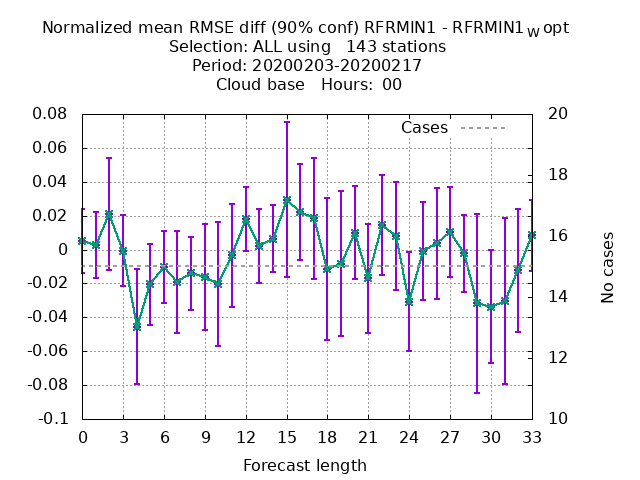 Normalized mean RMSE diff (90% conf) RFRMIN1 - RFRMIN1w opt
Selection: ALL using 143 stations
Period: 20200203-20200217
Cloud base Hours: 00
Cases
0.08
0.06
0.04
0.02
0
-0.02
-0.04
-0.06
-0.08
-0.1
20
18
16
14
12
10
No cases
0 3 6 9 12 15 18 21 24 27 30 33
Forecast length